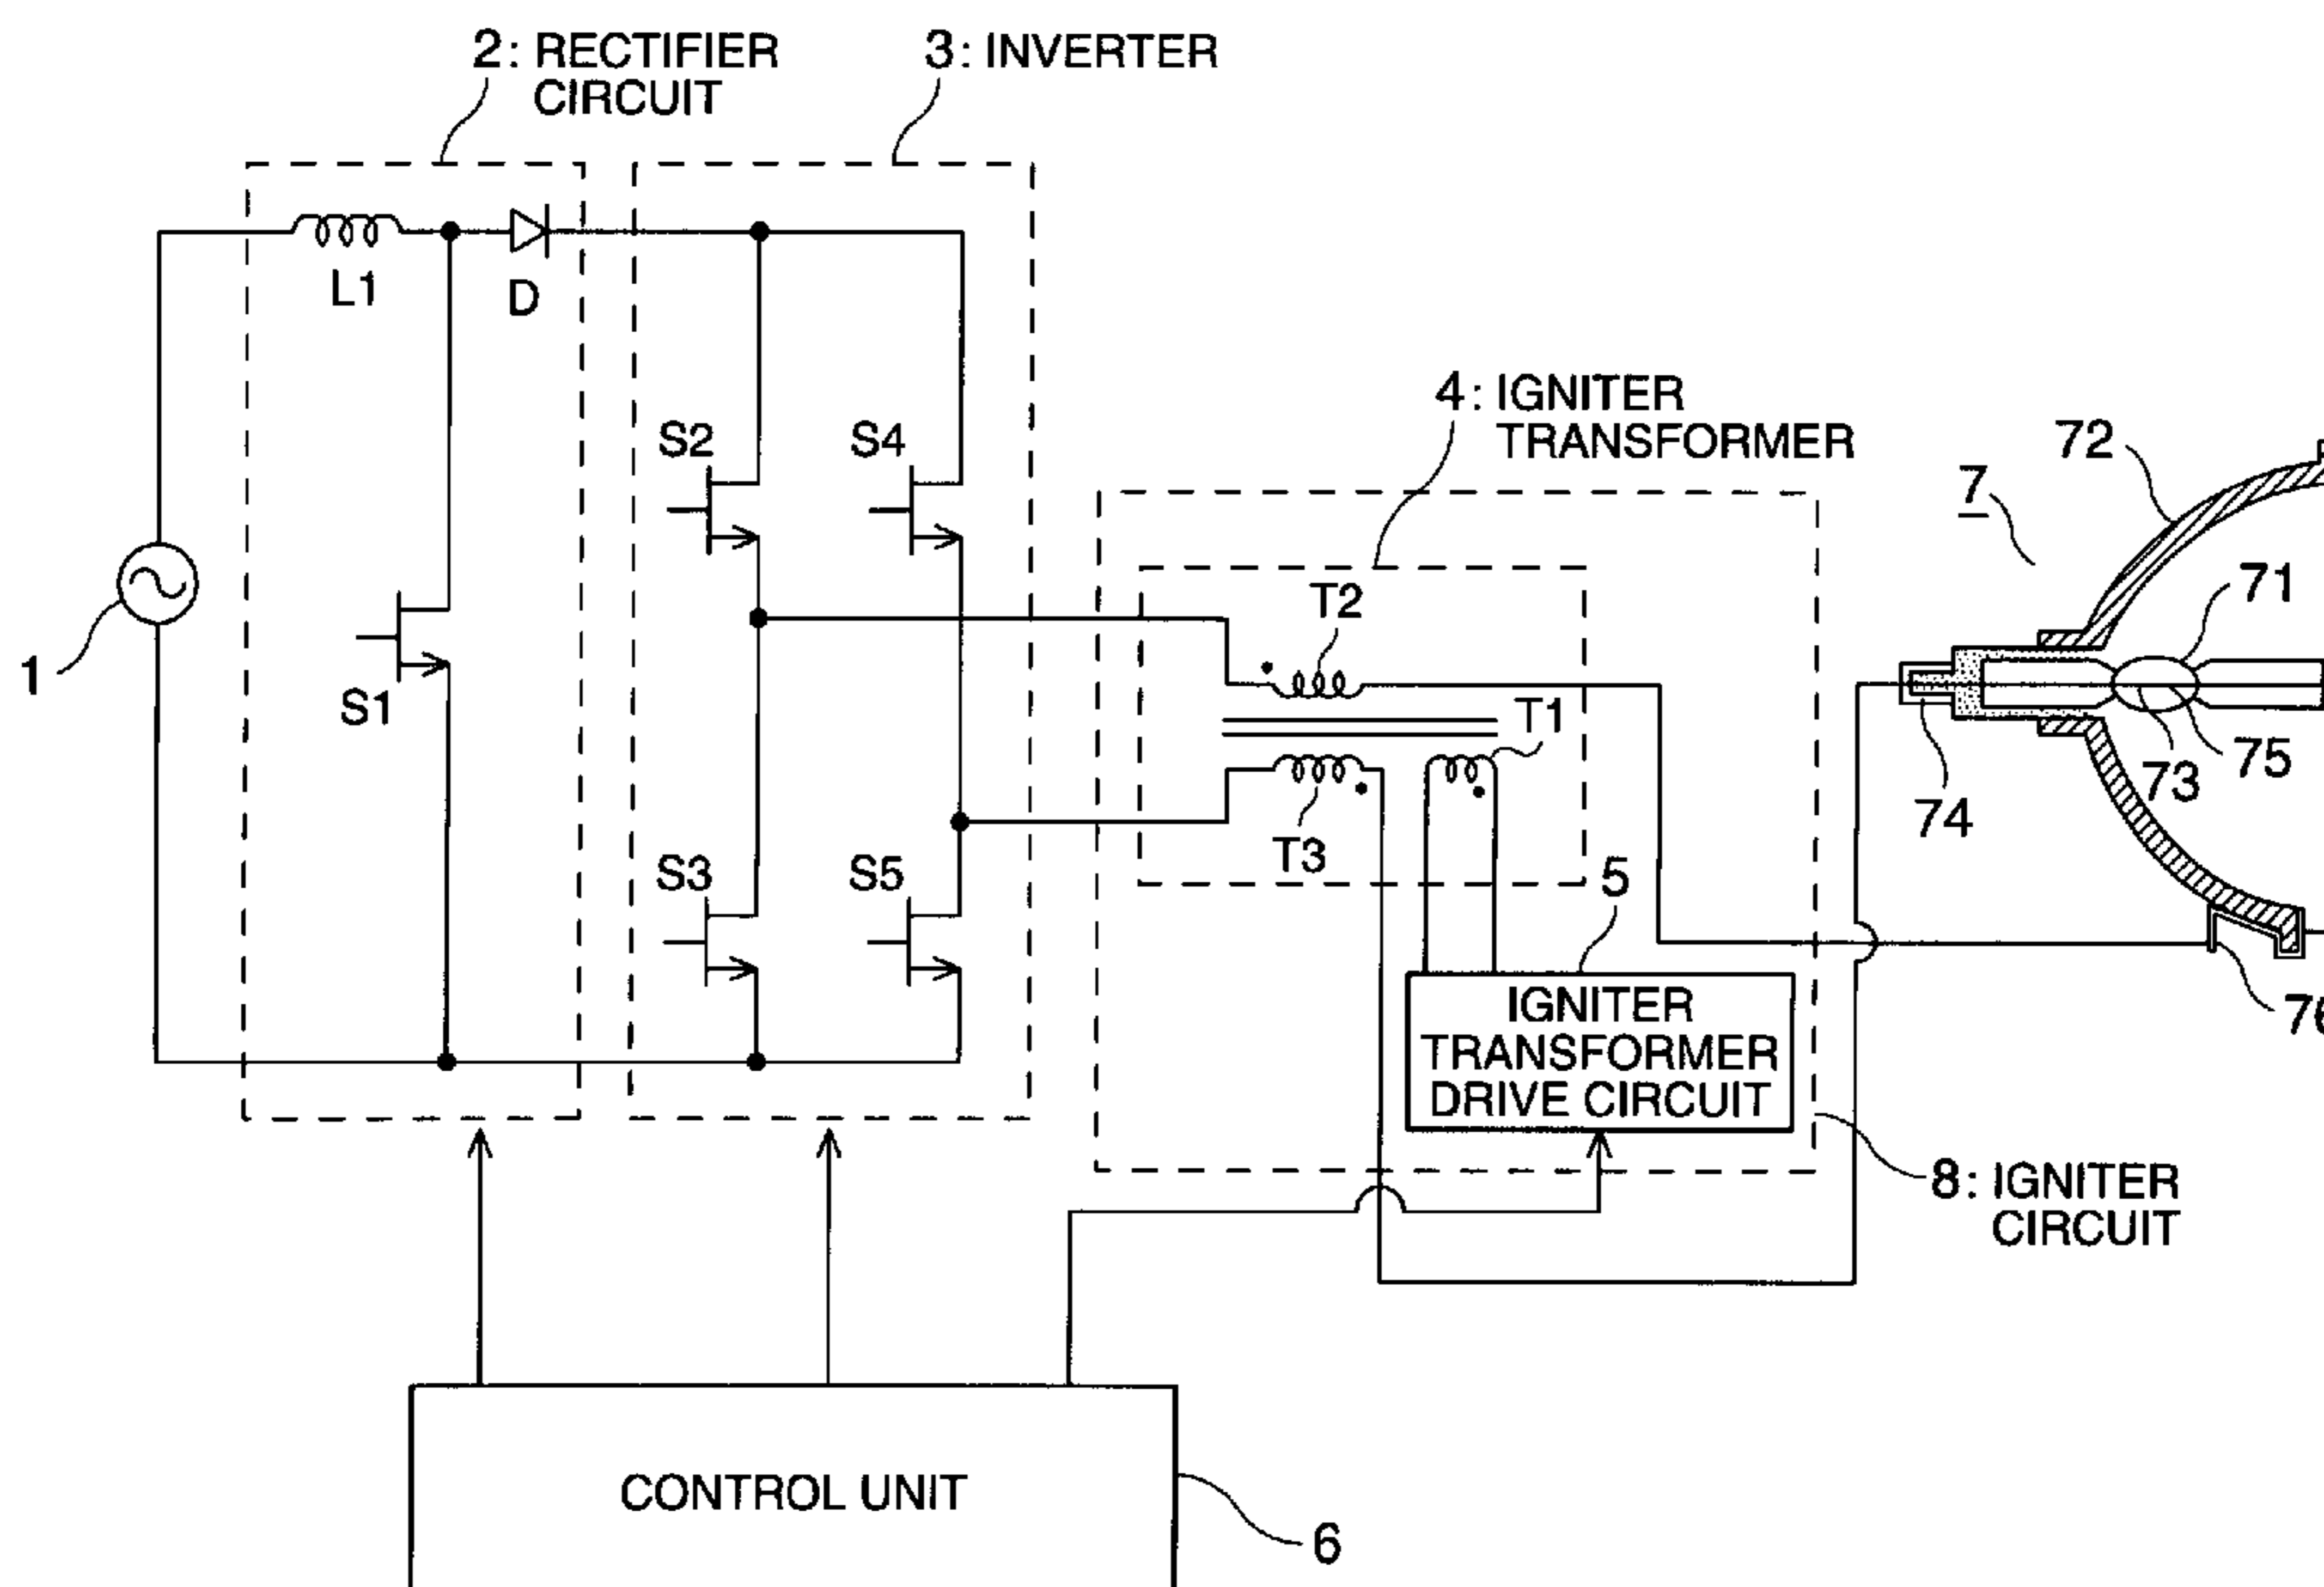 2: RECTIFIER
CIRCUIT
3: INVERTER
L1
D
4: IGNITER
TRANSFORMER
S2
S4
72
7
71
T2
1
S1
T1
75
73
74
T3
S3
S5
5
IGNITER
TRANSFORMER
DRIVE CIRCUIT
8: IGNITER
CIRCUIT
CONTROL UNIT
6